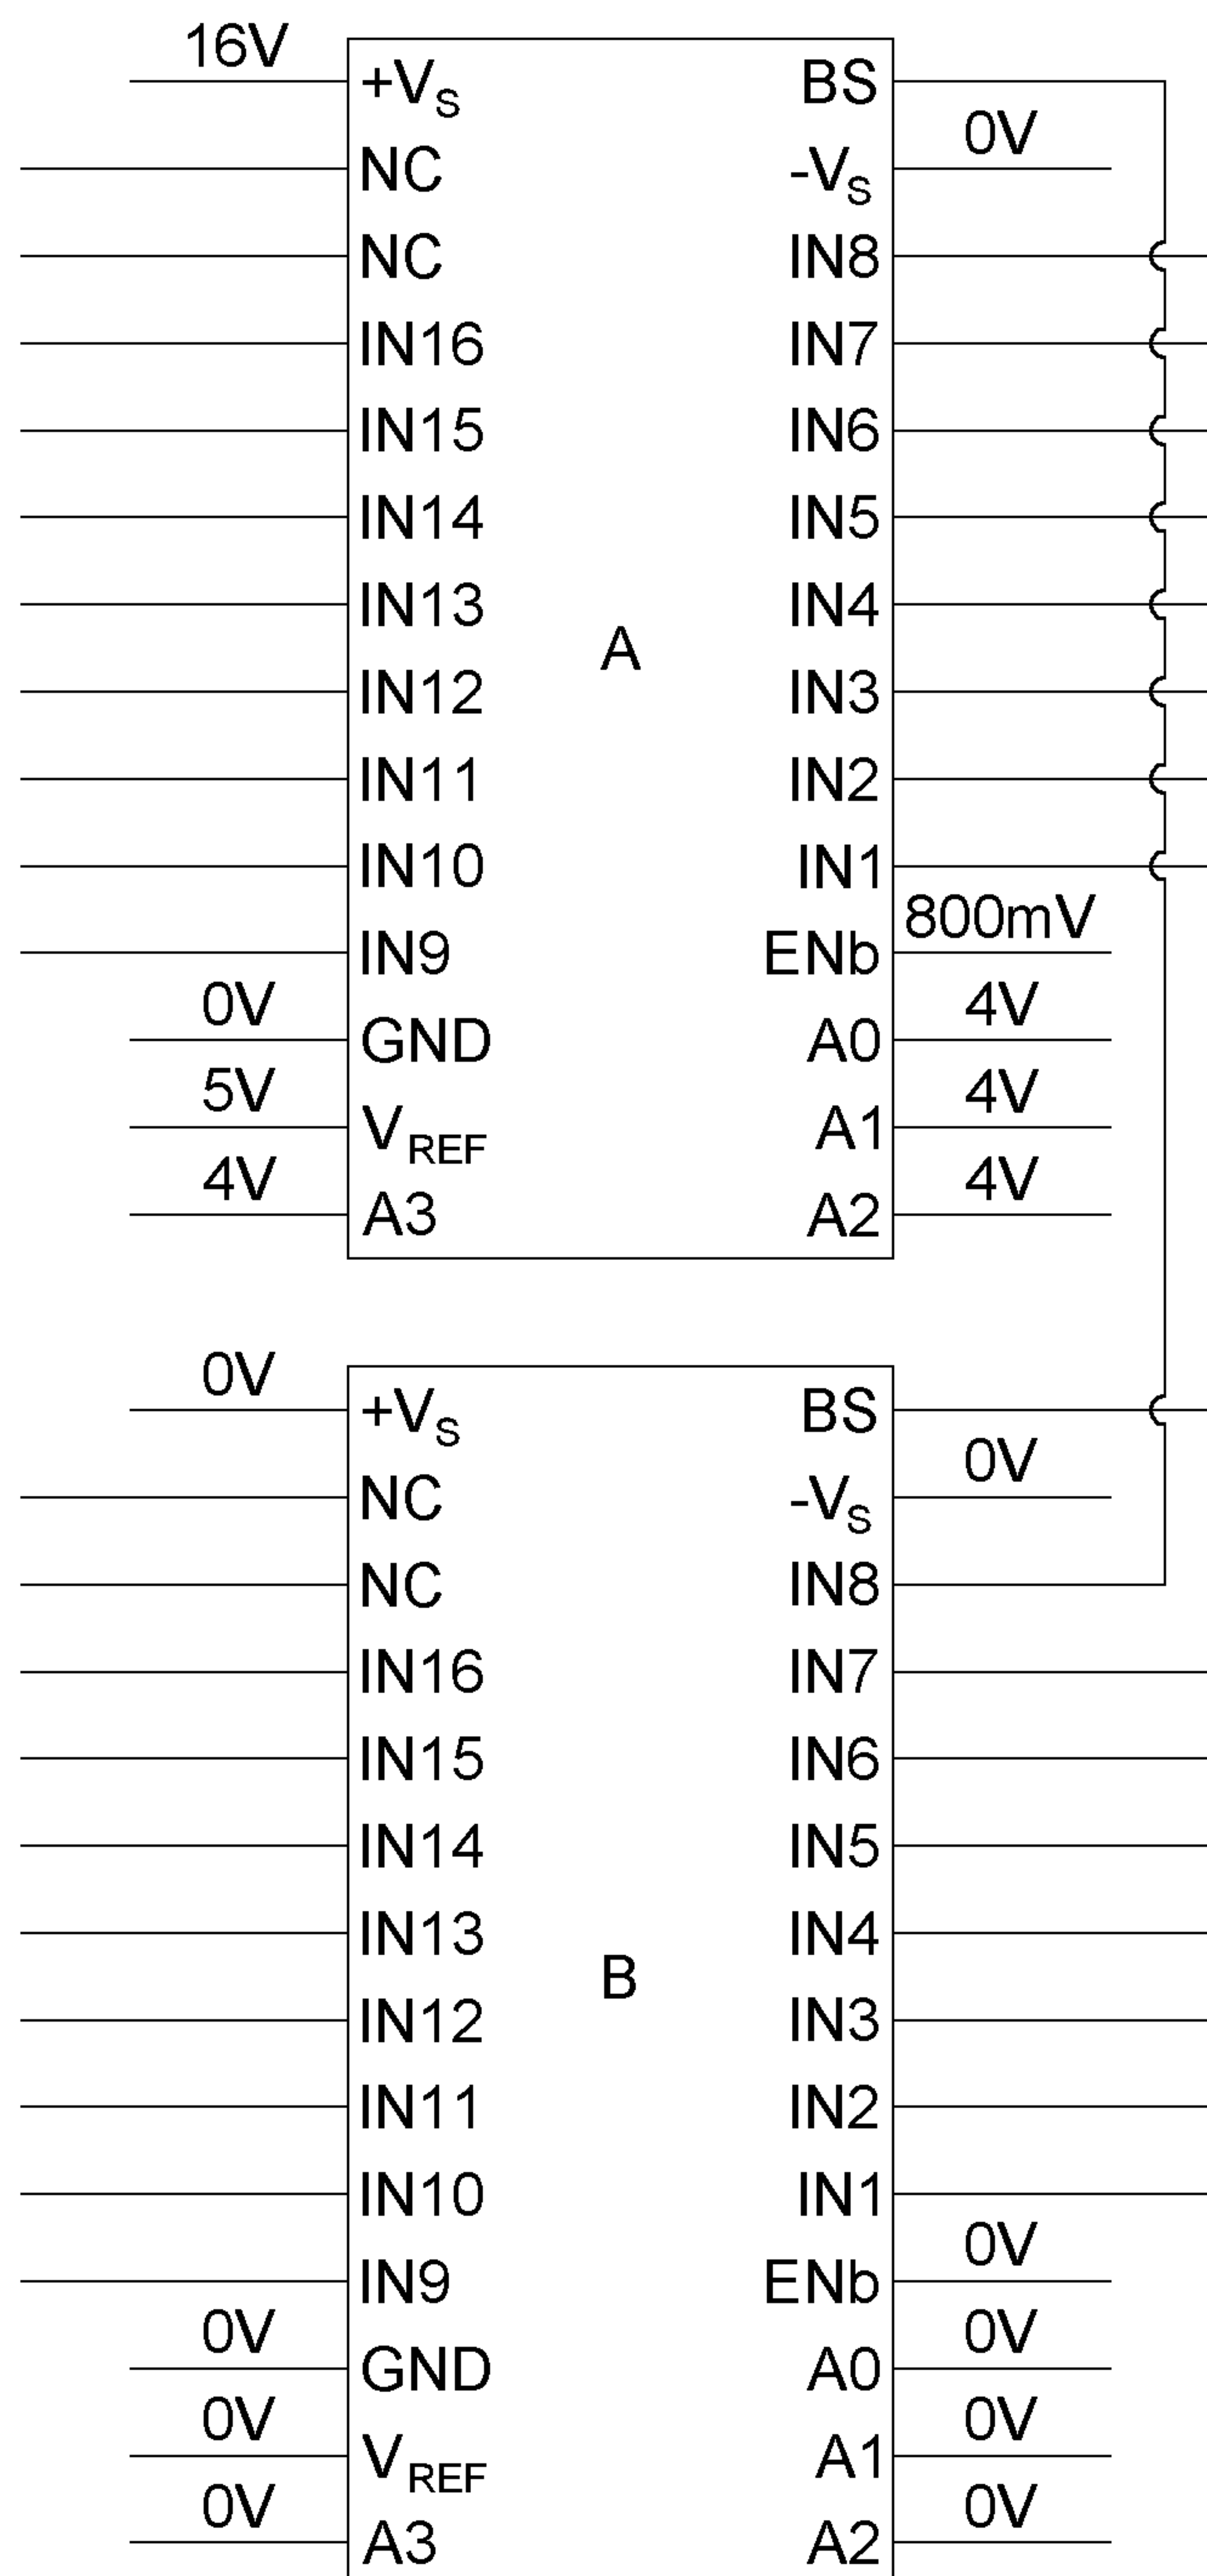 16V
+VS BS
0V
NC -VS
NC IN8
IN16 IN7
IN15 IN6
IN14 IN5
IN13 IN4
A
IN12 IN3
IN11 IN2
IN10 IN1
800mV
IN9 ENb
0V 4V
GND A0
5V 4V
VREF A1
4V 4V
A3 A2
0V
+VS BS
0V
NC -VS
NC IN8
IN16 IN7
IN15 IN6
IN14 IN5
IN13 IN4
B
IN12 IN3
IN11 IN2
IN10 IN1
0V
IN9 ENb
0V 0V
GND A0
0V 0V
VREF A1
0V 0V
A3 A2